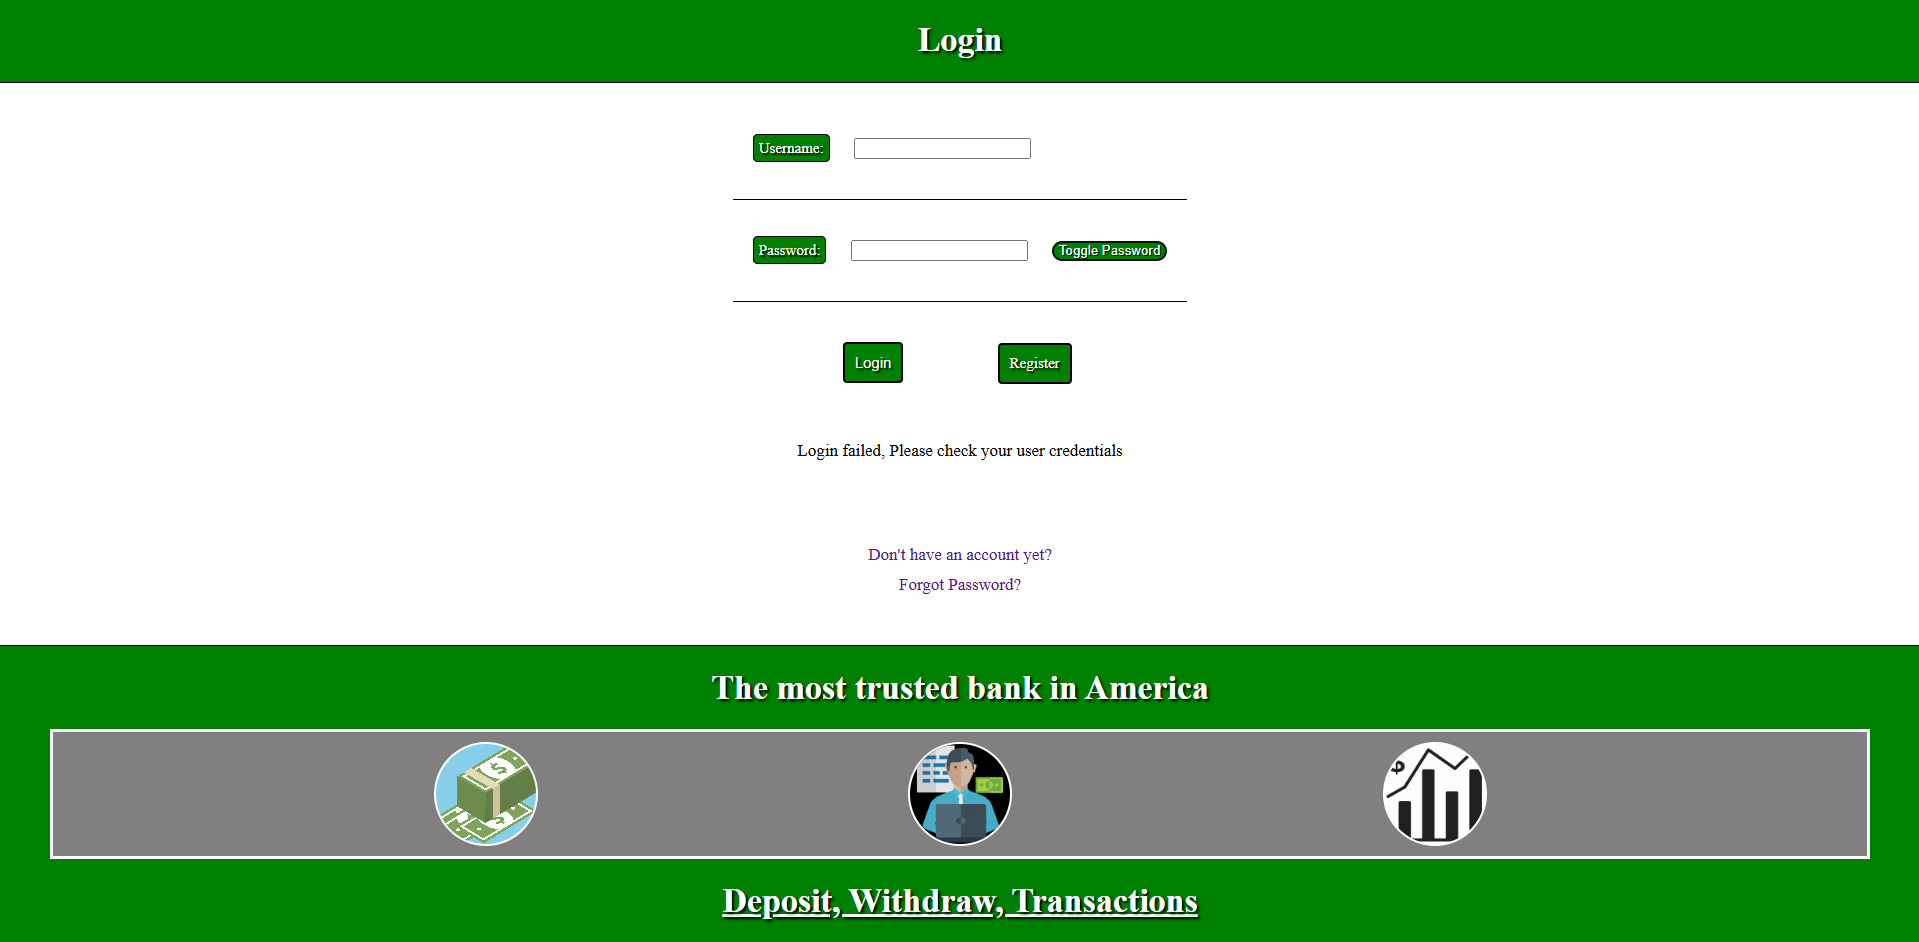 Login
Username:
Password: Toggle Password
Login Register
Login failed, Please check your user credentials
Don't have an account yet?
Forgot Password?
The most trusted bank in America
Deposit, Withdraw, Transactions